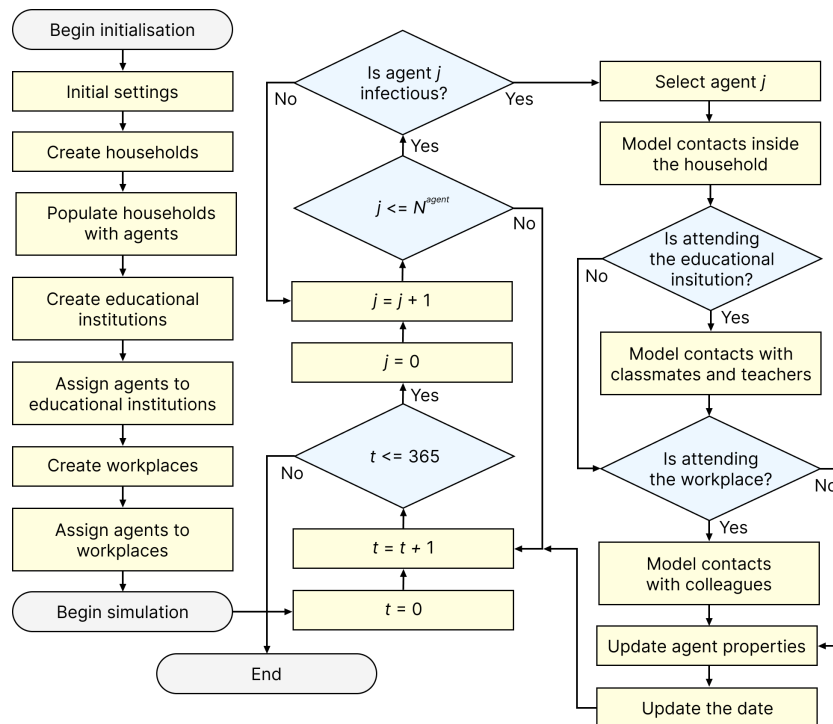 Begin initialisation
Initial settings
Create households
Populate households
with agents
Create educational
institutions
Assign agents to
educational institutions
Create workplaces
Assign agents to
workplaces
Begin simulation
End
Is agent j
infectious?
No
Yes
Yes
j <= N^agent
No
j = j + 1
j = 0
Yes
t <= 365
No
t = t + 1
t = 0
Select agent j
Model contacts inside
the household
Is attending
the educational
insitution?
No
Yes
Model contacts with
classmates and teachers
Is attending
the workplace?
No
Yes
Model contacts
with colleagues
Update agent properties
Update the date